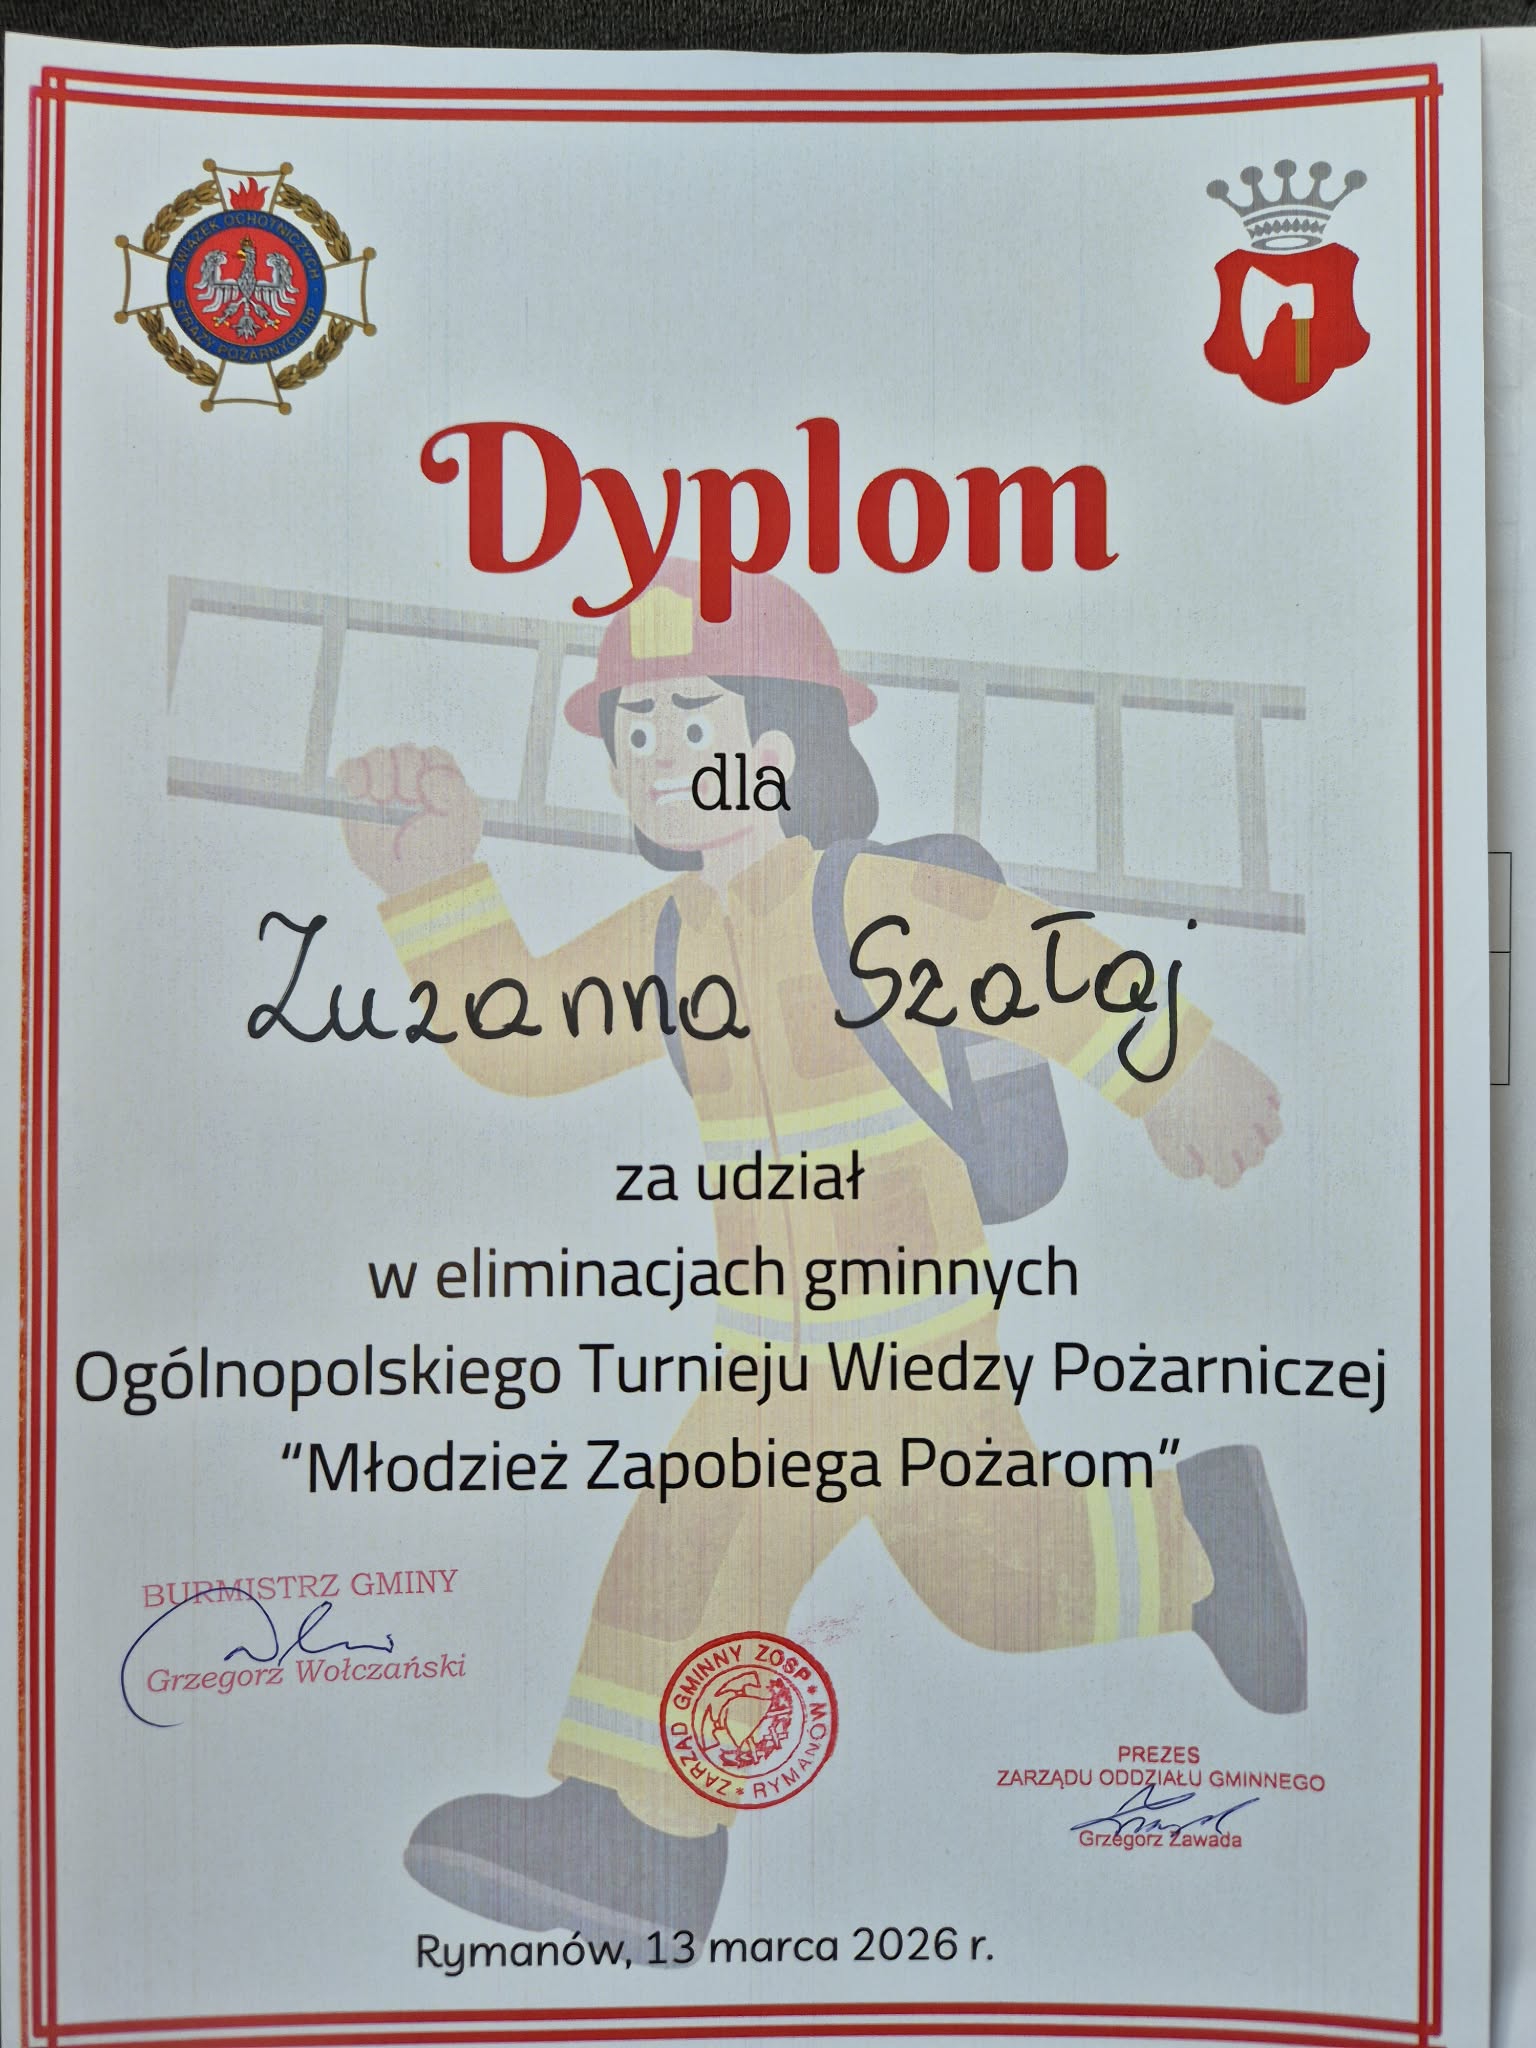 ZWIĄZEK OCHOTNICZYCH
STRAŻY POŻARNYCH RP
Dyplom
dla
Zuzanna Szałaj
za udział
w eliminacjach gminnych
Ogólnopolskiego Turnieju Wiedzy Pożarniczej
“Młodzież Zapobiega Pożarom”
BURMISTRZ GMINY
Grzegorz Wołczański
ZARZĄD GMINNY ZOSP * RYMANÓW *
PREZES
ZARZĄDU ODDZIAŁU GMINNEGO
Grzegorz Zawada
Rymanów, 13 marca 2026 r.